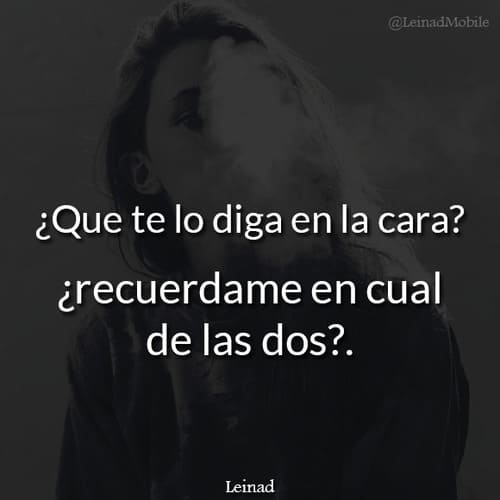 @LeinadMobile
¿Que te lo diga en la cara?
¿recuerdame en cual
de las dos?.
Leinad